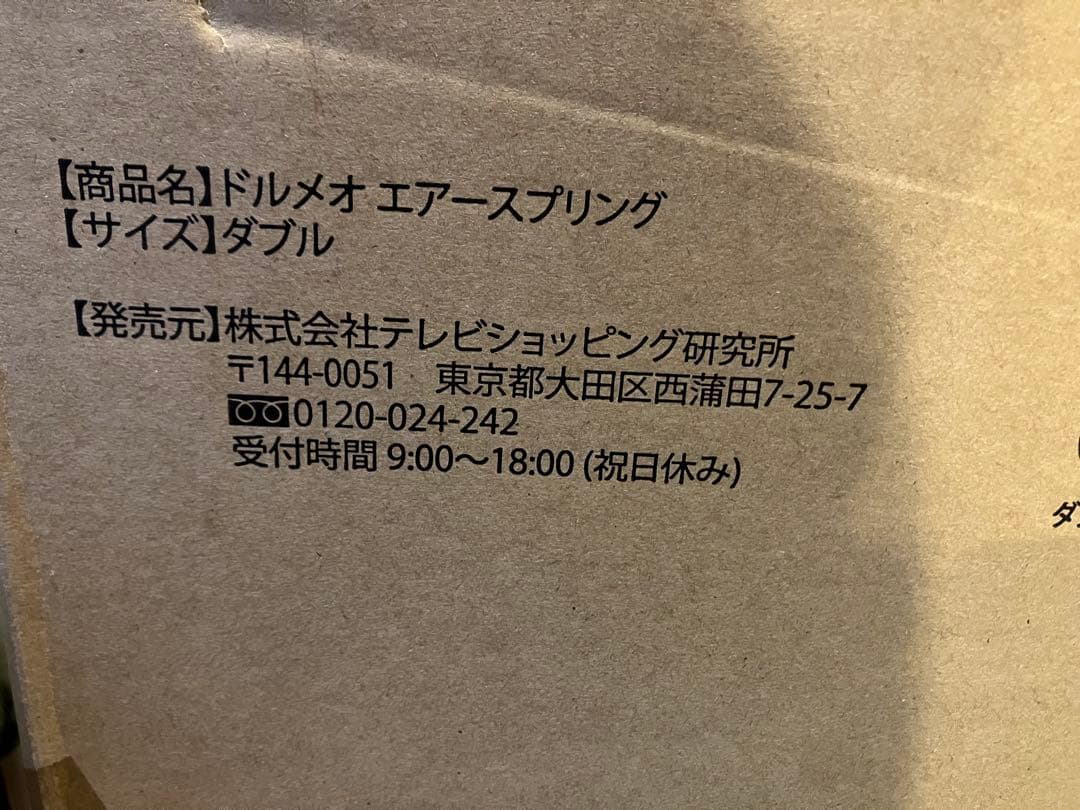 【商品名】ドルメオ エアースプリング
【サイズ】ダブル
【発売元】株式会社テレビショッピング研究所
〒144-0051 東京都大田区西蒲田7-25-7
0120-024-242
受付時間 9:00～18:00 (祝日休み)